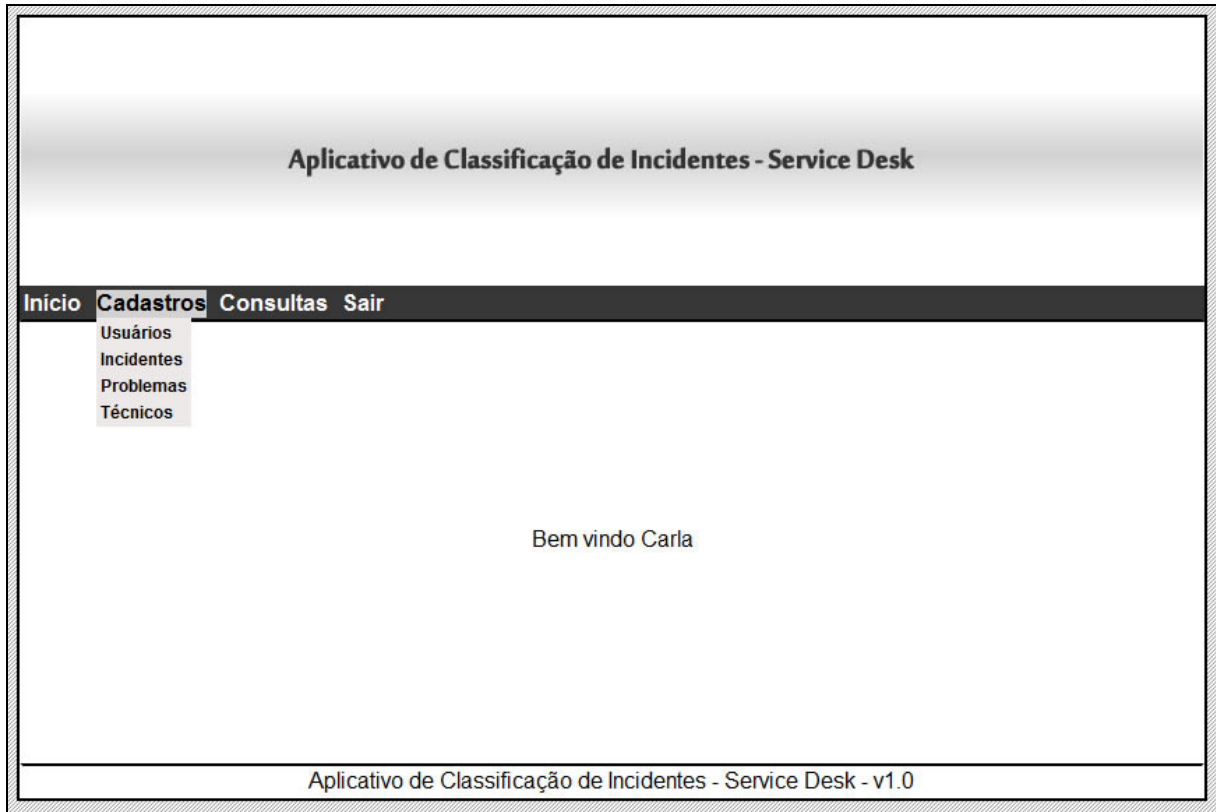 Aplicativo de Classificação de Incidentes - Service Desk
Início Cadastros Consultas Sair
Usuários
Incidentes
Problemas
Técnicos
Bem vindo Carla
Aplicativo de Classificação de Incidentes - Service Desk - v1.0